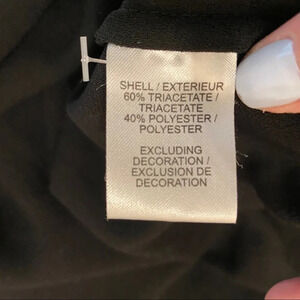 SHELL / EXTERIEUR
60% TRIACETATE /
TRIACETATE
40% POLYESTER /
POLYESTER
EXCLUDING
DECORATION /
EXCLUSION DE
DECORATION